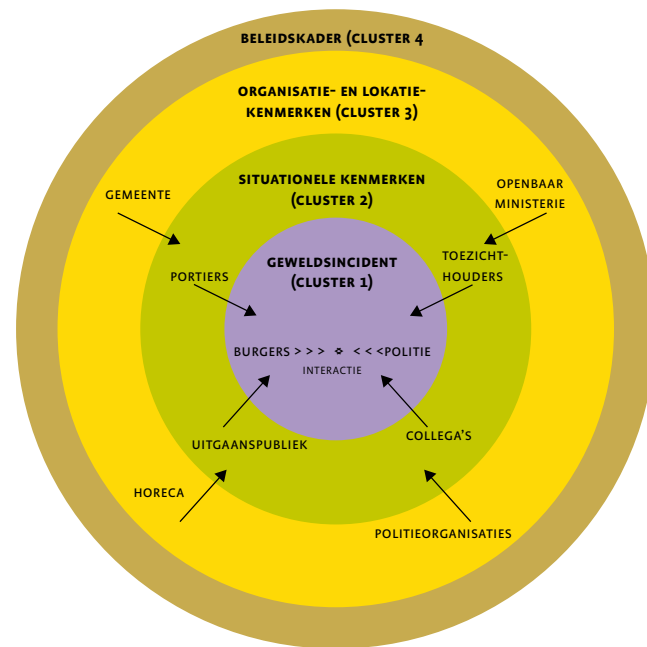 BELEIDSKADER (CLUSTER 4
ORGANISATIE- EN LOKATIE-
KENMERKEN (CLUSTER 3)
SITUATIONELE KENMERKEN
(CLUSTER 2)
GEMEENTE
OPENBAAR
MINISTERIE
GEWELDSINCIDENT
(CLUSTER 1)
PORTIERS
TOEZICHT-
HOUDERS
BURGERS > > > <> < < <POLITIE
INTERACTIE
UITGAANSPUBLIEK
COLLEGA'S
HORECA
POLITIEORGANISATIES